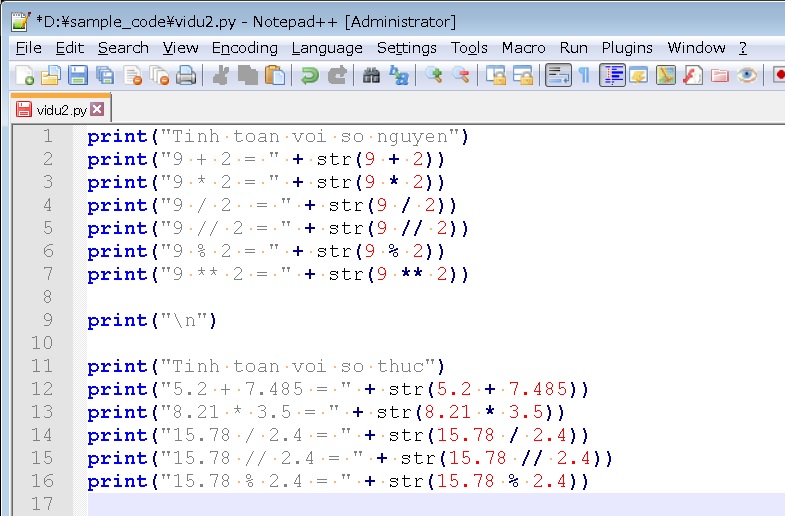 *D:¥sample_code¥vidu2.py - Notepad++ [Administrator]
File Edit Search View Encoding Language Settings Tools Macro Run Plugins Window ?
vidu2.py
1 print("Tinh toan voi so nguyen")
2 print("9 + 2 = " + str(9 + 2))
3 print("9 * 2 = " + str(9 * 2))
4 print("9 / 2  = " + str(9 / 2))
5 print("9 // 2 = " + str(9 // 2))
6 print("9 % 2 = " + str(9 % 2))
7 print("9 ** 2 = " + str(9 ** 2))
8
9 print("\n")
10
11 print("Tinh toan voi so thuc")
12 print("5.2 + 7.485 = " + str(5.2 + 7.485))
13 print("8.21 * 3.5 = " + str(8.21 * 3.5))
14 print("15.78 / 2.4 = " + str(15.78 / 2.4))
15 print("15.78 // 2.4 = " + str(15.78 // 2.4))
16 print("15.78 % 2.4 = " + str(15.78 % 2.4))
17